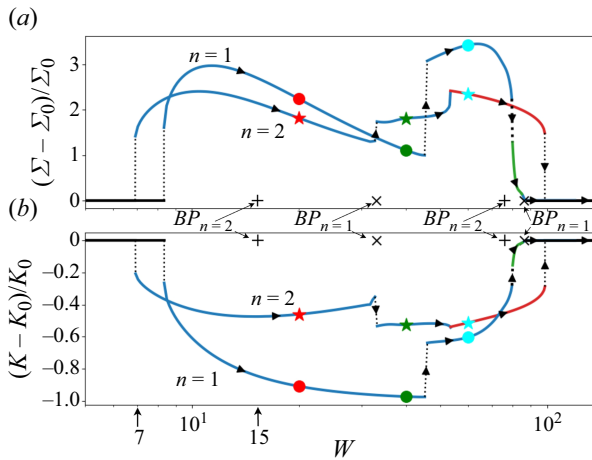 (a)
3
2
1
0
(Σ – Σ₀)/Σ₀
n = 1
n = 2
BPₙ₌₂ BPₙ₌₁ BPₙ₌₂ BPₙ₌₁
(b)
0
–0.2
–0.4
–0.6
–0.8
–1.0
(K – K₀)/K₀
n = 2
n = 1
7 10¹ 15 W 10²